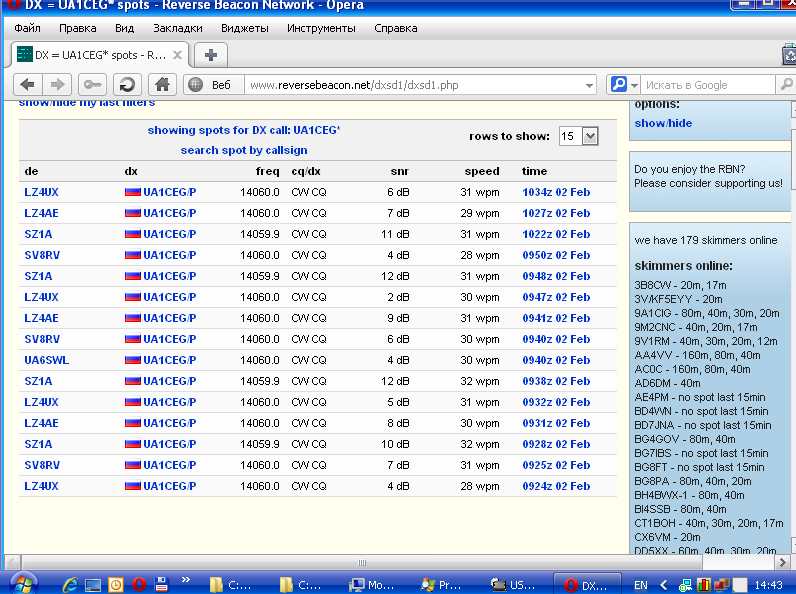 DX = UA1CEG* spots - Reverse Beacon Network - Opera
Файл Правка Вид Закладки Виджеты Инструменты Справка
DX = UA1CEG* spots - R...
Веб www.reversebeacon.net/dxsd1/dxsd1.php Искать в Google
show/hide my last filters
showing spots for DX call: UA1CEG*
search spot by callsign
rows to show: 15
de dx freq cq/dx snr speed time
LZ4UX UA1CEG/P 14060.0 CW CQ 6 dB 31 wpm 1034z 02 Feb
LZ4AE UA1CEG/P 14060.0 CW CQ 7 dB 29 wpm 1027z 02 Feb
SZ1A UA1CEG/P 14059.9 CW CQ 11 dB 31 wpm 1022z 02 Feb
SV8RV UA1CEG/P 14060.0 CW CQ 4 dB 28 wpm 0950z 02 Feb
SZ1A UA1CEG/P 14059.9 CW CQ 12 dB 31 wpm 0948z 02 Feb
LZ4UX UA1CEG/P 14060.0 CW CQ 2 dB 30 wpm 0947z 02 Feb
LZ4AE UA1CEG/P 14060.0 CW CQ 9 dB 31 wpm 0941z 02 Feb
SV8RV UA1CEG/P 14060.0 CW CQ 6 dB 30 wpm 0940z 02 Feb
UA6SWL UA1CEG/P 14060.0 CW CQ 4 dB 30 wpm 0940z 02 Feb
SZ1A UA1CEG/P 14059.9 CW CQ 12 dB 32 wpm 0938z 02 Feb
LZ4UX UA1CEG/P 14060.0 CW CQ 5 dB 31 wpm 0932z 02 Feb
LZ4AE UA1CEG/P 14060.0 CW CQ 8 dB 30 wpm 0931z 02 Feb
SZ1A UA1CEG/P 14059.9 CW CQ 10 dB 32 wpm 0928z 02 Feb
SV8RV UA1CEG/P 14060.0 CW CQ 7 dB 31 wpm 0925z 02 Feb
LZ4UX UA1CEG/P 14060.0 CW CQ 4 dB 28 wpm 0924z 02 Feb
options:
show/hide
Do you enjoy the RBN?
Please consider supporting us!
we have 179 skimmers online
skimmers online:
3B8CW - 20m, 17m
3V/KF5EYY - 20m
9A1CIG - 80m, 40m, 30m, 20m
9M2CNC - 40m, 20m, 17m
9V1RM - 40m, 30m, 20m, 12m
AA4VV - 160m, 80m, 40m
AC0C - 160m, 80m, 40m
AD6DM - 40m
AE4PM - no spot last 15min
BD4WN - no spot last 15min
BD7JNA - no spot last 15min
BG4GOV - 80m, 40m
BG7IBS - no spot last 15min
BG8FT - no spot last 15min
BG8PA - 80m, 40m, 20m
BH4BWX-1 - 80m, 40m
BI4SSB - 80m, 40m
CT1BOH - 40m, 30m, 20m, 17m
CX6VM - 20m
DD5XX - 60m, 40m, 30m, 20m
» C:... C:... Mo... Pr... US... DX... EN 14:43